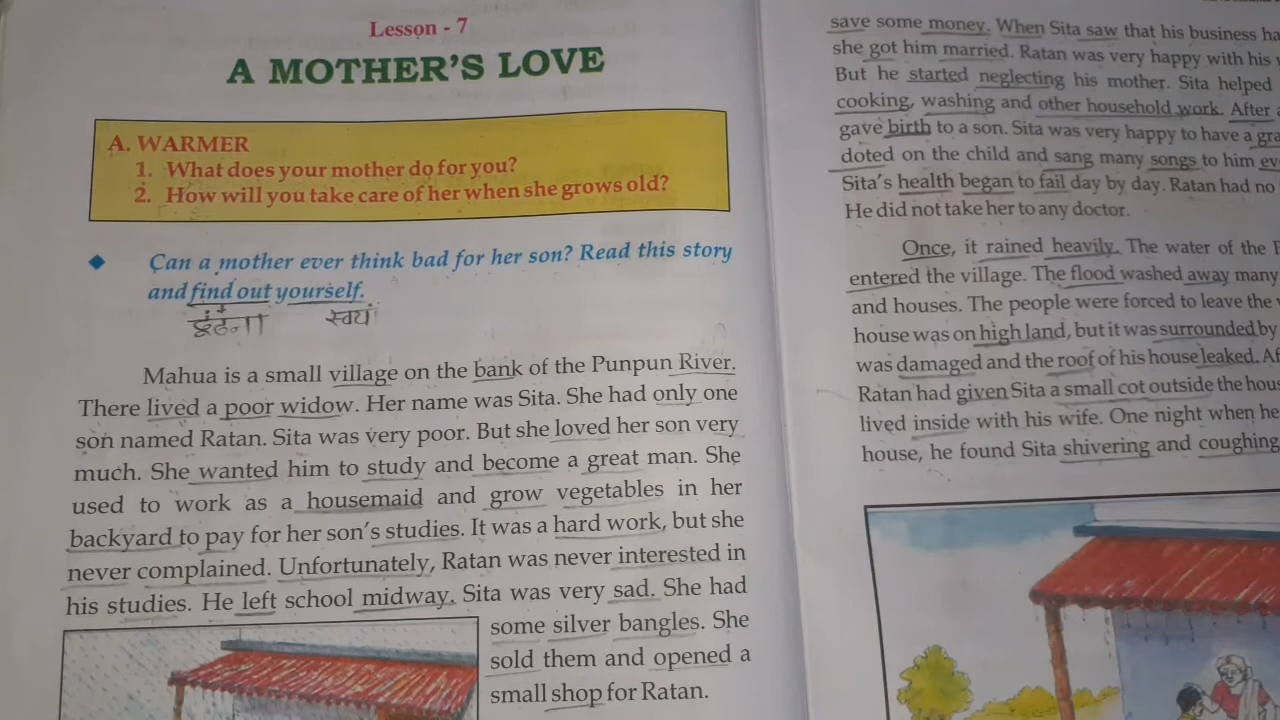 Lesson - 7
A MOTHER'S LOVE
A. WARMER
1. What does your mother do for you?
2. How will you take care of her when she grows old?
Can a mother ever think bad for her son? Read this story
and find out yourself.
ढूंढना स्वयं
Mahua is a small village on the bank of the Punpun River.
There lived a poor widow. Her name was Sita. She had only one
son named Ratan. Sita was very poor. But she loved her son very
much. She wanted him to study and become a great man. She
used to work as a housemaid and grow vegetables in her
backyard to pay for her son's studies. It was a hard work, but she
never complained. Unfortunately, Ratan was never interested in
his studies. He left school midway. Sita was very sad. She had
some silver bangles. She
sold them and opened a
small shop for Ratan.
save some money. When Sita saw that his business
she got him married. Ratan was very happy with his
But he started neglecting his mother. Sita helped
cooking, washing and other household work. After
gave birth to a son. Sita was very happy to have a
doted on the child and sang many songs to him
Sita's health began to fail day by day. Ratan had no
He did not take her to any doctor.
Once, it rained heavily. The water of the
entered the village. The flood washed away many
and houses. The people were forced to leave the
house was on high land, but it was surrounded by
was damaged and the roof of his house leaked.
Ratan had given Sita a small cot outside the
lived inside with his wife. One night when he
house, he found Sita shivering and coughing